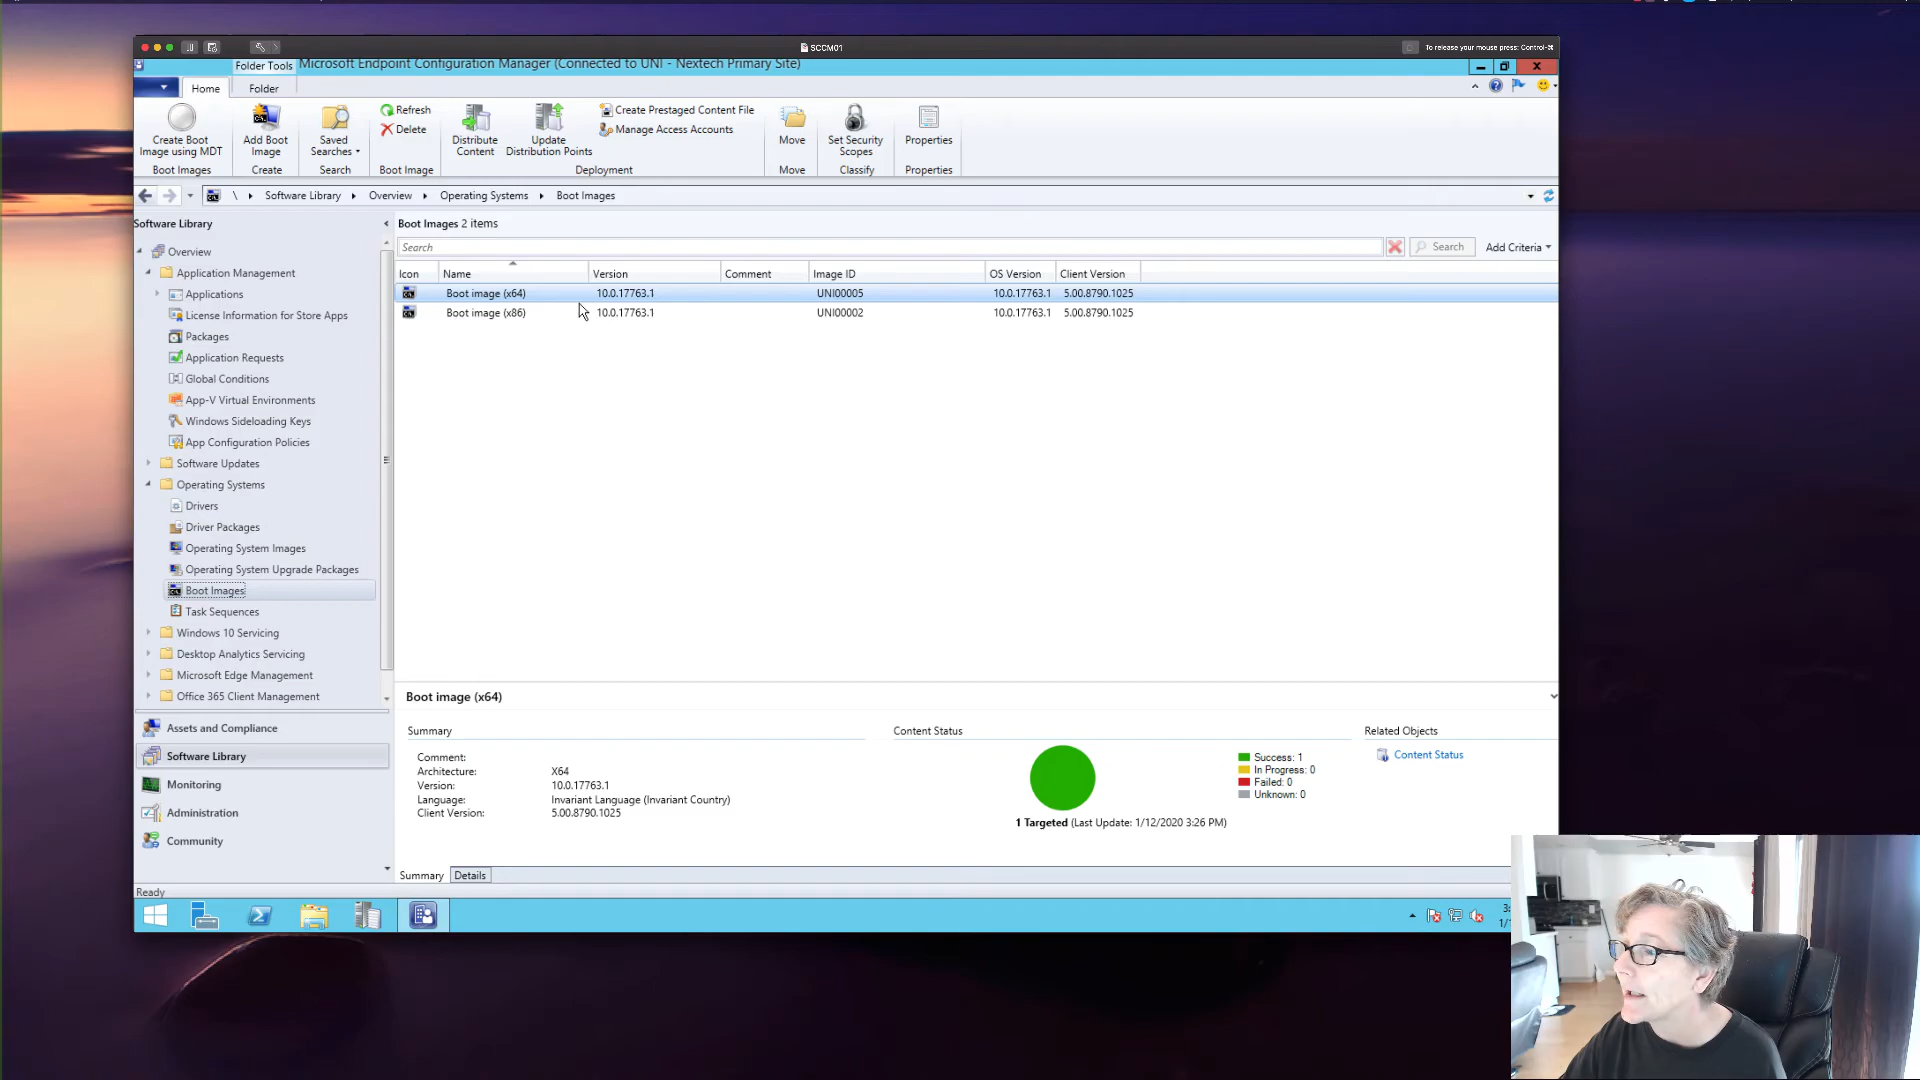 SCCM01
To release your mouse press: Control-⌘
Folder Tools
Microsoft Endpoint Configuration Manager (Connected to UNI - Nextech Primary Site)
Home
Folder
Create Boot
Image using MDT
Boot Images
Add Boot
Image
Create
Saved
Searches
Search
Refresh
Delete
Boot Image
Distribute
Content
Update
Distribution Points
Create Prestaged Content File
Manage Access Accounts
Deployment
Move
Move
Set Security
Scopes
Classify
Properties
Properties
\ Software Library Overview Operating Systems Boot Images
Software Library
Overview
Application Management
Applications
License Information for Store Apps
Packages
Application Requests
Global Conditions
App-V Virtual Environments
Windows Sideloading Keys
App Configuration Policies
Software Updates
Operating Systems
Drivers
Driver Packages
Operating System Images
Operating System Upgrade Packages
Boot Images
Task Sequences
Windows 10 Servicing
Desktop Analytics Servicing
Microsoft Edge Management
Office 365 Client Management
Assets and Compliance
Software Library
Monitoring
Administration
Community
Boot Images 2 items
Search
Search
Add Criteria
Icon Name Version Comment Image ID OS Version Client Version
Boot image (x64) 10.0.17763.1 UNI00005 10.0.17763.1 5.00.8790.1025
Boot image (x86) 10.0.17763.1 UNI00002 10.0.17763.1 5.00.8790.1025
Boot image (x64)
Summary
Comment:
Architecture: X64
Version: 10.0.17763.1
Language: Invariant Language (Invariant Country)
Client Version: 5.00.8790.1025
Content Status
Success: 1
In Progress: 0
Failed: 0
Unknown: 0
1 Targeted (Last Update: 1/12/2020 3:26 PM)
Related Objects
Content Status
Summary Details
Ready